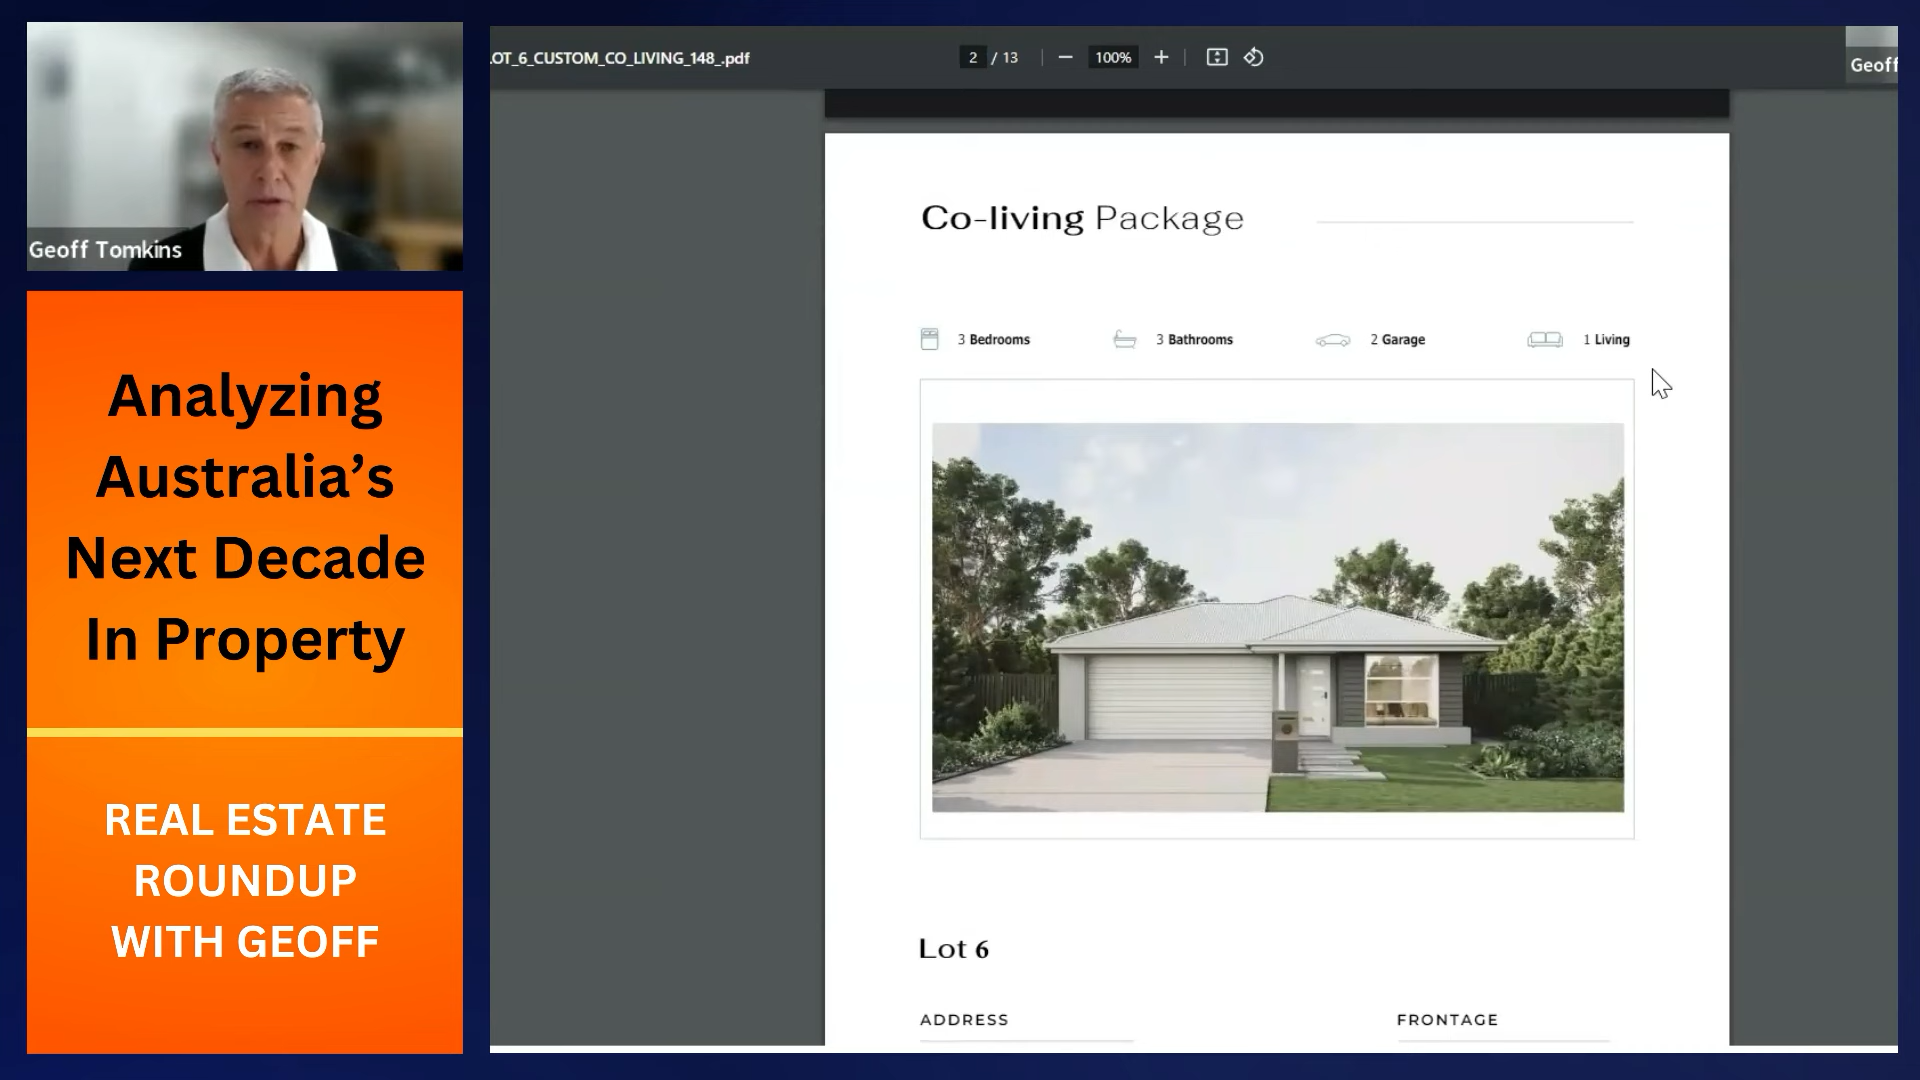 Geoff Tomkins
Analyzing
Australia’s
Next Decade
In Property
REAL ESTATE
ROUNDUP
WITH GEOFF
OT_6_CUSTOM_CO_LIVING_148_.pdf
2 / 13
100%
Geoff
Co-living Package
3 Bedrooms
3 Bathrooms
2 Garage
1 Living
Lot 6
ADDRESS
FRONTAGE